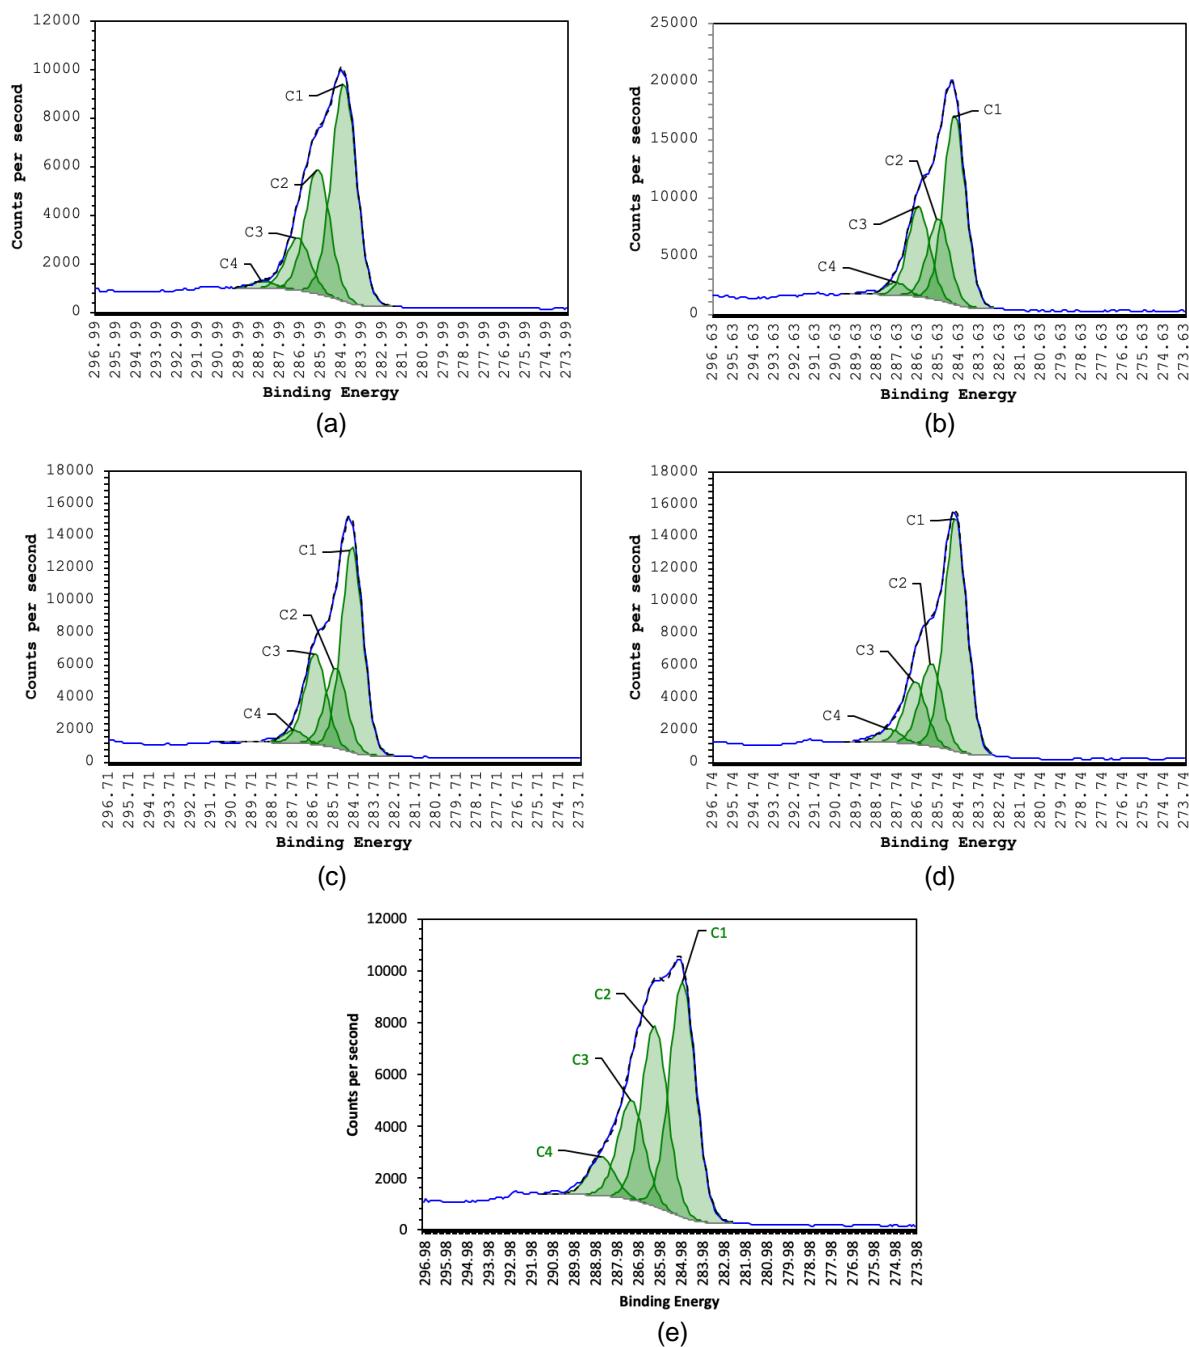 12000
10000
8000
6000
4000
2000
0
Counts per second
C1
C2
C3
C4
296.99 295.99 294.99 293.99 292.99 291.99 290.99 289.99 288.99 287.99 286.99 285.99 284.99 283.99 282.99 281.99 280.99 279.99 278.99 277.99 276.99 275.99 274.99 273.99
Binding Energy
(a)
25000
20000
15000
10000
5000
0
Counts per second
C1
C2
C3
C4
296.63 295.63 294.63 293.63 292.63 291.63 290.63 289.63 288.63 287.63 286.63 285.63 284.63 283.63 282.63 281.63 280.63 279.63 278.63 277.63 276.63 275.63 274.63 273.63
Binding Energy
(b)
18000
16000
14000
12000
10000
8000
6000
4000
2000
0
Counts per second
C1
C2
C3
C4
296.71 295.71 294.71 293.71 292.71 291.71 290.71 289.71 288.71 287.71 286.71 285.71 284.71 283.71 282.71 281.71 280.71 279.71 278.71 277.71 276.71 275.71 274.71 273.71
Binding Energy
(c)
18000
16000
14000
12000
10000
8000
6000
4000
2000
0
Counts per second
C1
C2
C3
C4
296.74 295.74 294.74 293.74 292.74 291.74 290.74 289.74 288.74 287.74 286.74 285.74 284.74 283.74 282.74 281.74 280.74 279.74 278.74 277.74 276.74 275.74 274.74 273.74
Binding Energy
(d)
12000
10000
8000
6000
4000
2000
0
Counts per second
C1
C2
C3
C4
296.98 295.98 294.98 293.98 292.98 291.98 290.98 289.98 288.98 287.98 286.98 285.98 284.98 283.98 282.98 281.98 280.98 279.98 278.98 277.98 276.98 275.98 274.98 273.98
Binding Energy
(e)